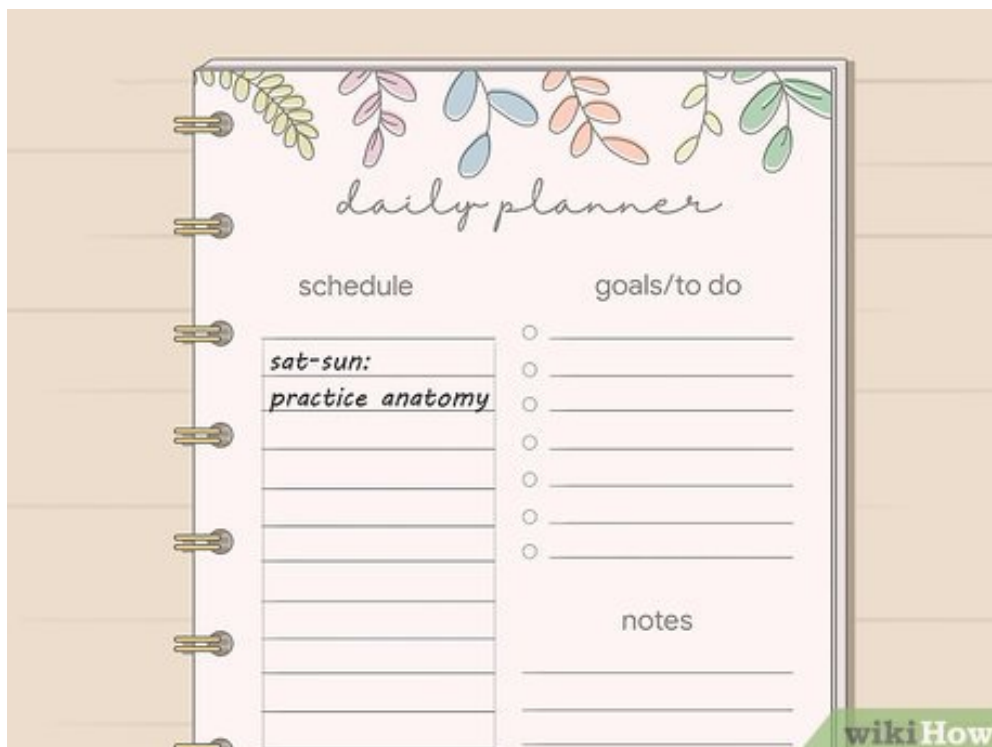 daily planner
schedule
goals/to do
sat-sun:
practice anatomy
notes
wikiHow